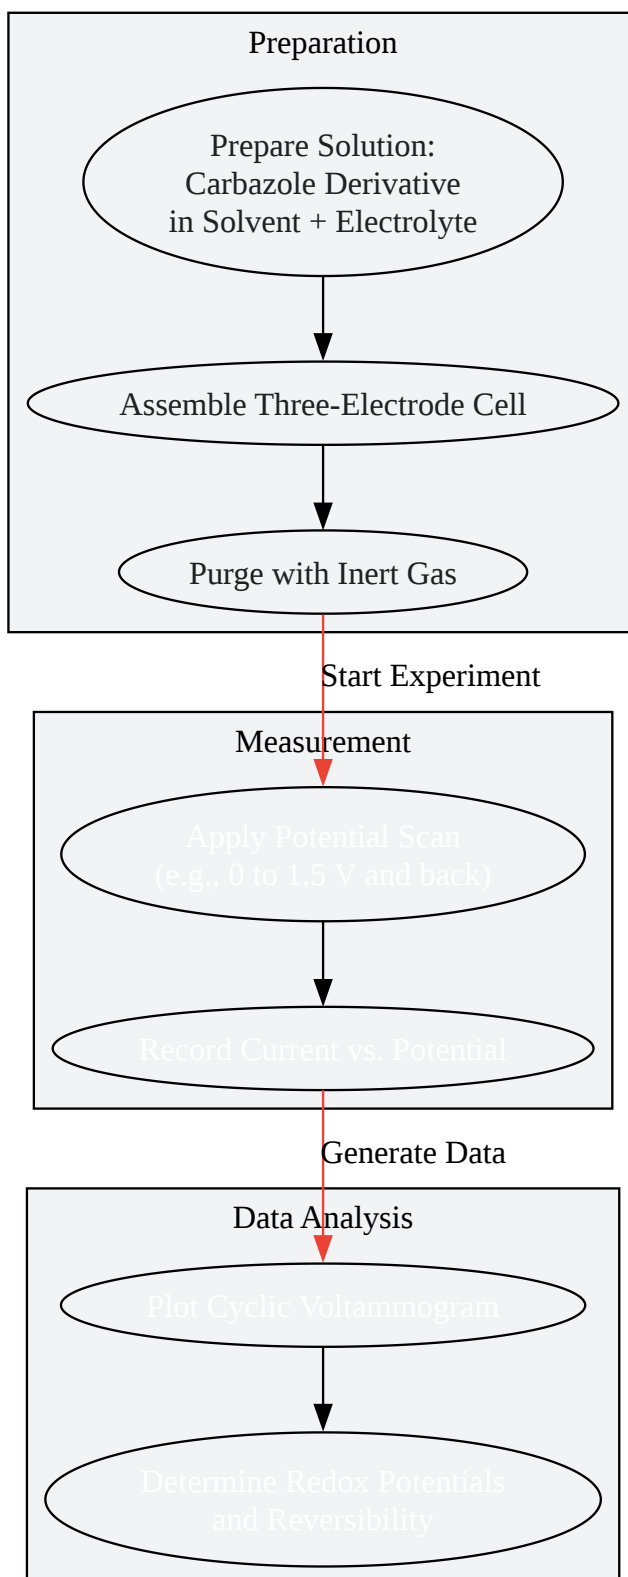 Preparation
Prepare Solution:
Carbazole Derivative
in Solvent + Electrolyte
Assemble Three-Electrode Cell
Purge with Inert Gas
Start Experiment
Measurement
Apply Potential Scan
(e.g., 0 to 1.5 V and back)
Record Current vs. Potential
Generate Data
Data Analysis
Plot Cyclic Voltammogram
Determine Redox Potentials
and Reversibility